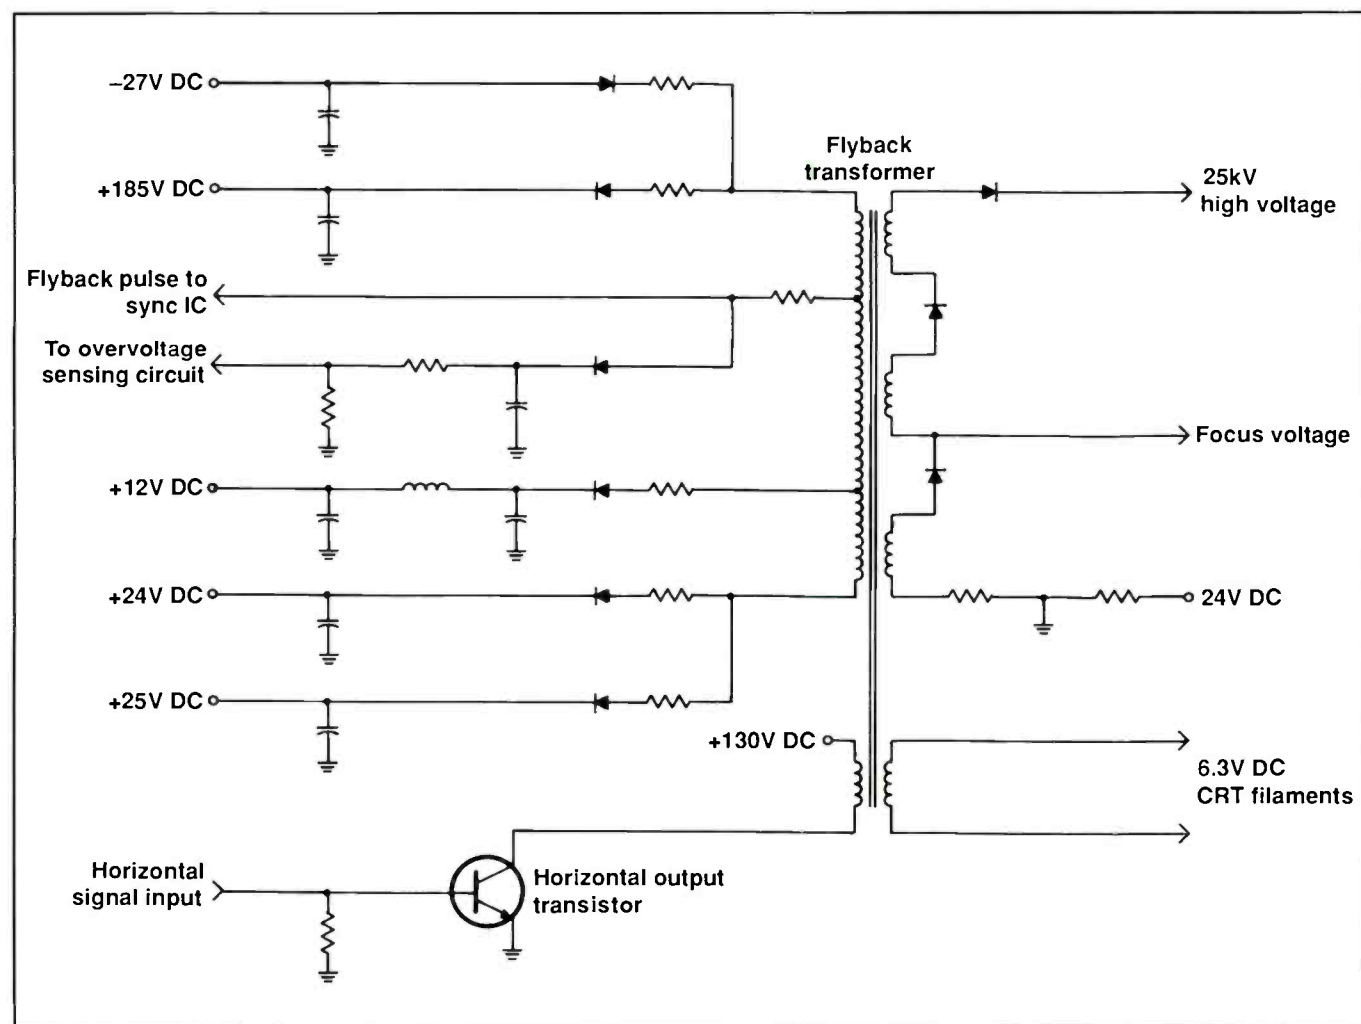 –27V DC
+185V DC
Flyback pulse to
sync IC
To overvoltage
sensing circuit
+12V DC
+24V DC
+25V DC
Flyback
transformer
25kV
high voltage
Focus voltage
24V DC
+130V DC
6.3V DC
CRT filaments
Horizontal
signal input
Horizontal output
transistor